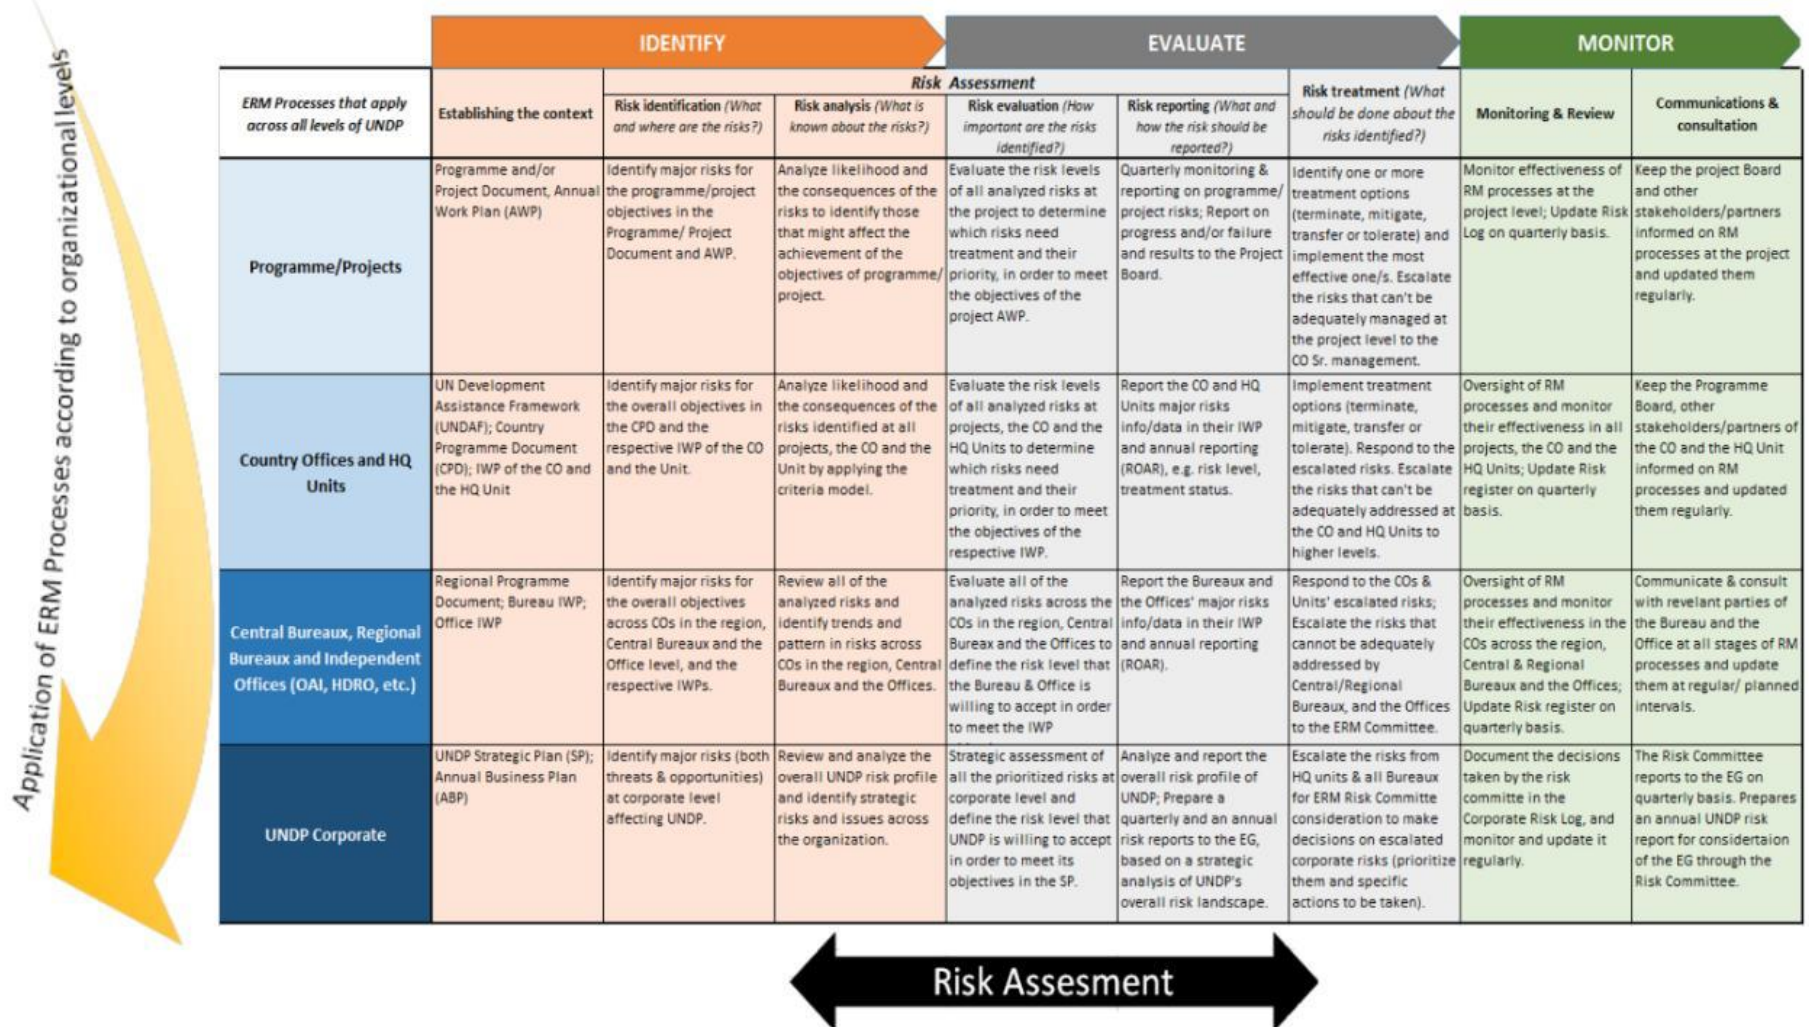 Application of ERM Processes according to organizational levels
IDENTIFY
EVALUATE
MONITOR
ERM Processes that apply
across all levels of UNDP
Establishing the context
Risk Assessment
Risk identification (What
and where are the risks?)
Risk analysis (What is
known about the risks?)
Risk evaluation (How
important are the risks
identified?)
Risk reporting (What and
how the risk should be
reported?)
Risk treatment (What
should be done about the
risks identified?)
Monitoring & Review
Communications &
consultation
Programme/Projects
Programme and/or
Project Document, Annual
Work Plan (AWP)
Identify major risks for
the programme/project
objectives in the
Programme/ Project
Document and AWP.
Analyze likelihood and
the consequences of the
risks to identify those
that might affect the
achievement of the
objectives of programme/
project.
Evaluate the risk levels
of all analyzed risks at
the project to determine
which risks need
treatment and their
priority, in order to meet
the objectives of the
project AWP.
Quarterly monitoring &
reporting on programme/
project risks; Report on
progress and/or failure
and results to the Project
Board.
Identify one or more
treatment options
(terminate, mitigate,
transfer or tolerate) and
implement the most
effective one/s. Escalate
the risks that can't be
adequately managed at
the project level to the
CO Sr. management.
Monitor effectiveness of
RM processes at the
project level; Update Risk
Log on quarterly basis.
Keep the project Board
and other
stakeholders/partners
informed on RM
processes at the project
and updated them
regularly.
Country Offices and HQ
Units
UN Development
Assistance Framework
(UNDAF); Country
Programme Document
(CPD); IWP of the CO and
the HQ Unit
Identify major risks for
the overall objectives in
the CPD and the
respective IWP of the CO
and the Unit.
Analyze likelihood and
the consequences of the
risks identified at all
projects, the CO and the
Unit by applying the
criteria model.
Evaluate the risk levels
of all analyzed risks at
projects, the CO and the
HQ Units to determine
which risks need
treatment and their
priority, in order to meet
the objectives of the
respective IWP.
Report the CO and HQ
Units major risks
info/data in their IWP
and annual reporting
(ROAR), e.g. risk level,
treatment status.
Implement treatment
options (terminate,
mitigate, transfer or
tolerate). Respond to the
escalated risks. Escalate
the risks that can't be
adequately addressed at
the CO and HQ Units to
higher levels.
Oversight of RM
processes and monitor
their effectiveness in all
projects, the CO and the
HQ Units; Update Risk
register on quarterly
basis.
Keep the Programme
Board, other
stakeholders/partners of
the CO and the HQ Unit
informed on RM
processes and updated
them regularly.
Central Bureaux, Regional
Bureaux and Independent
Offices (OAI, HDRO, etc.)
Regional Programme
Document; Bureau IWP;
Office IWP
Identify major risks for
the overall objectives
across COs in the region,
Central Bureaux and the
Office level, and the
respective IWPs.
Review all of the
analyzed risks and
identify trends and
pattern in risks across
COs in the region, Central
Bureaux and the Offices.
Evaluate all of the
analyzed risks across the
COs in the region, Central
Bureax and the Offices to
define the risk level that
the Bureau & Office is
willing to accept in order
to meet the IWP
Report the Bureaux and
the Offices' major risks
info/data in their IWP
and annual reporting
(ROAR).
Respond to the COs &
Units' escalated risks;
Escalate the risks that
cannot be adequately
addressed by
Central/Regional
Bureaux, and the Offices
to the ERM Committee.
Oversight of RM
processes and monitor
their effectiveness in the
COs across the region,
Central & Regional
Bureaux and the Offices;
Update Risk register on
quarterly basis.
Communicate & consult
with revelant parties of
the Bureau and the
Office at all stages of RM
processes and update
them at regular/ planned
intervals.
UNDP Corporate
UNDP Strategic Plan (SP);
Annual Business Plan
(ABP)
Identify major risks (both
threats & opportunities)
at corporate level
affecting UNDP.
Review and analyze the
overall UNDP risk profile
and identify strategic
risks and issues across
the organization.
Strategic assessment of
all the prioritized risks at
corporate level and
define the risk level that
UNDP is willing to accept
in order to meet its
objectives in the SP.
Analyze and report the
overall risk profile of
UNDP; Prepare a
quarterly and an annual
risk reports to the EG,
based on a strategic
analysis of UNDP's
overall risk landscape.
Escalate the risks from
HQ units & all Bureaux
for ERM Risk Committe
consideration to make
decisions on escalated
corporate risks (prioritize
them and specific
actions to be taken).
Document the decisions
taken by the risk
committe in the
Corporate Risk Log, and
monitor and update it
regularly.
The Risk Committee
reports to the EG on
quarterly basis. Prepares
an annual UNDP risk
report for considertaion
of the EG through the
Risk Committee.
Risk Assesment